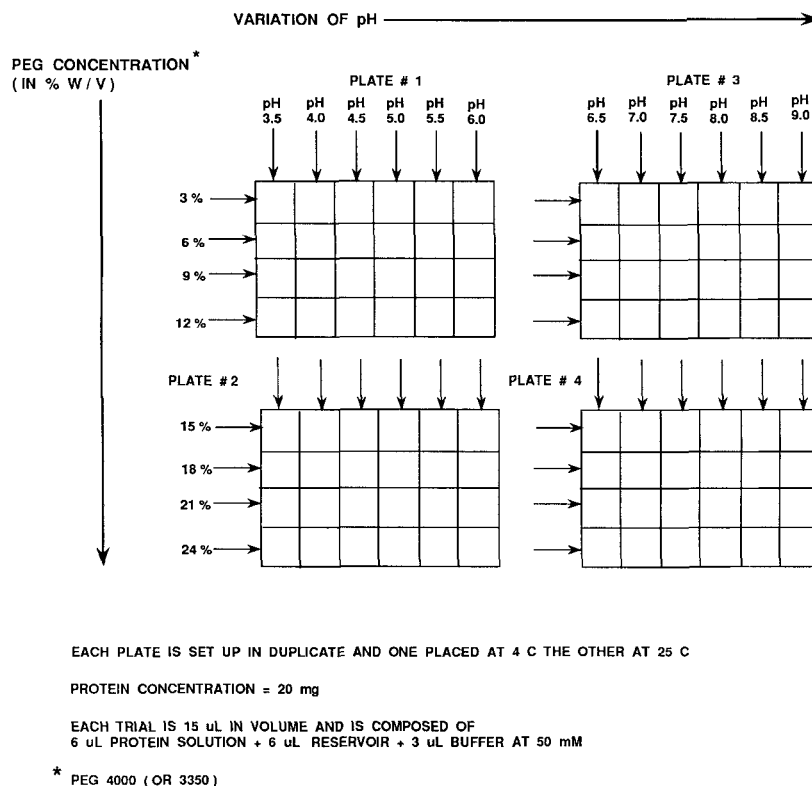 VARIATION OF pH
PEG CONCENTRATION *
( IN % W / V )
PLATE # 1
PLATE # 3
pH pH pH pH pH pH
3.5 4.0 4.5 5.0 5.5 6.0
pH pH pH pH pH pH
6.5 7.0 7.5 8.0 8.5 9.0
3 %
6 %
9 %
12 %
PLATE #2
PLATE # 4
15 %
18 %
21 %
24 %
EACH PLATE IS SET UP IN DUPLICATE AND ONE PLACED AT 4 C THE OTHER AT 25 C
PROTEIN CONCENTRATION = 20 mg
EACH TRIAL IS 15 uL IN VOLUME AND IS COMPOSED OF
6 uL PROTEIN SOLUTION + 6 uL RESERVOIR + 3 uL BUFFER AT 50 mM
* PEG 4000 ( OR 3350 )